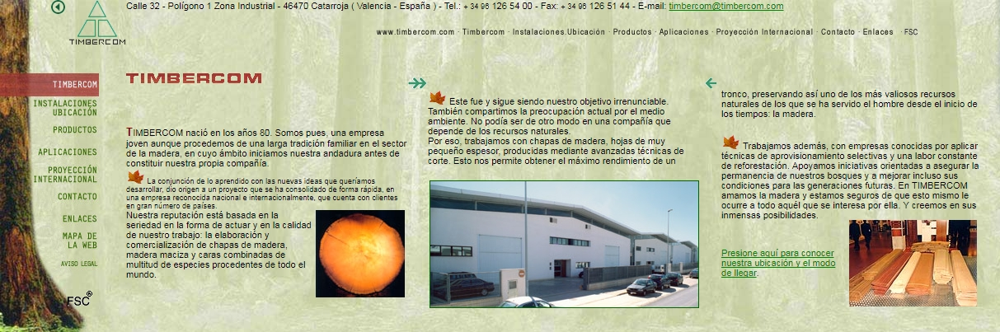 Calle 32 - Polígono 1 Zona Industrial - 46470 Catarroja ( Valencia - España ) - Tel.: + 34 96 126 54 00 - Fax: + 34 96 126 51 44 - E-mail: timbercom@timbercom.com
TIMBERCOM
www.timbercom.com · Timbercom · Instalaciones.Ubicación · Productos · Aplicaciones · Proyección Internacional · Contacto · Enlaces · FSC
TIMBERCOM
INSTALACIONES
UBICACIÓN
PRODUCTOS
APLICACIONES
PROYECCIÓN
INTERNACIONAL
CONTACTO
ENLACES
MAPA DE
LA WEB
AVISO LEGAL
FSC®
TIMBERCOM
TIMBERCOM nació en los años 80. Somos pues, una empresa
joven aunque procedemos de una larga tradición familiar en el sector
de la madera, en cuyo ámbito iniciamos nuestra andadura antes de
constituir nuestra propia compañía.
La conjunción de lo aprendido con las nuevas ideas que queríamos
desarrollar, dio origen a un proyecto que se ha consolidado de forma rápida, en
una empresa reconocida nacional e internacionalmente, que cuenta con clientes
en gran número de países.
Nuestra reputación está basada en la
seriedad en la forma de actuar y en la calidad
de nuestro trabajo: la elaboración y
comercialización de chapas de madera,
madera maciza y caras combinadas de
multitud de especies procedentes de todo el
mundo.
Este fue y sigue siendo nuestro objetivo irrenunciable.
También compartimos la preocupación actual por el medio
ambiente. No podía ser de otro modo en una compañía que
depende de los recursos naturales.
Por eso, trabajamos con chapas de madera, hojas de muy
pequeño espesor, producidas mediante avanzadas técnicas de
corte. Esto nos permite obtener el máximo rendimiento de un
tronco, preservando así uno de los más valiosos recursos
naturales de los que se ha servido el hombre desde el inicio de
los tiempos: la madera.
Trabajamos además, con empresas conocidas por aplicar
técnicas de aprovisionamiento selectivas y una labor constante
de reforestación. Apoyamos iniciativas orientadas a asegurar la
permanencia de nuestros bosques y a mejorar incluso sus
condiciones para las generaciones futuras. En TIMBERCOM
amamos la madera y estamos seguros de que esto mismo le
ocurre a todo aquél que se interesa por ella. Y creemos en sus
inmensas posibilidades.
Presione aquí para conocer
nuestra ubicación y el modo
de llegar.